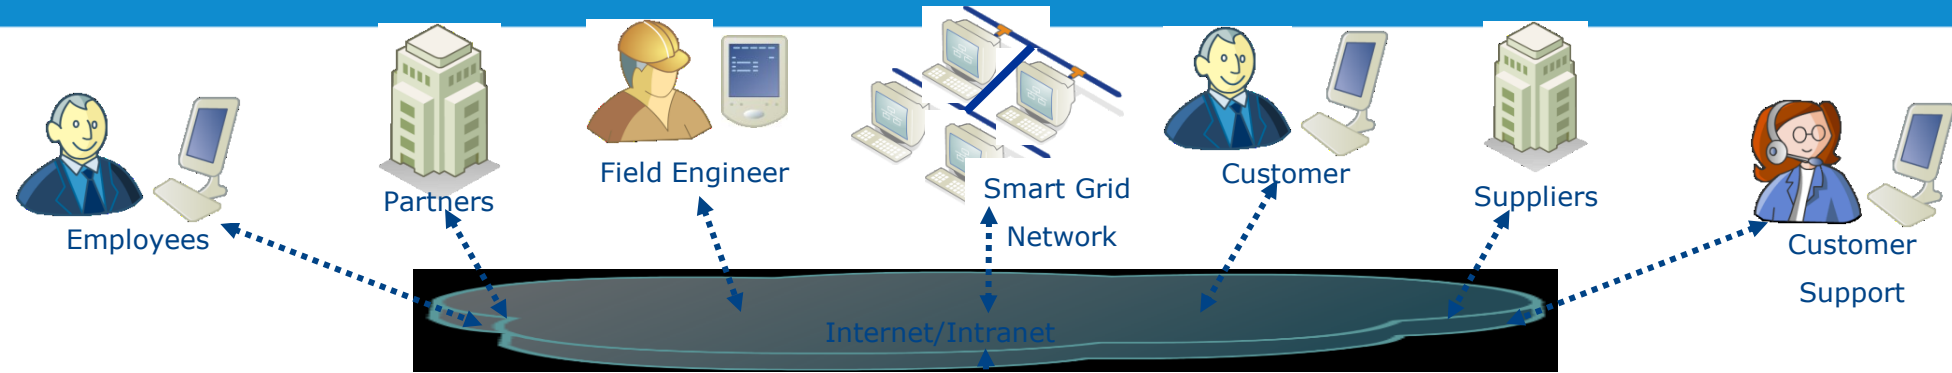 Employees
Partners
Field Engineer
Smart Grid
Network
Customer
Suppliers
Customer
Support
Internet/Intranet